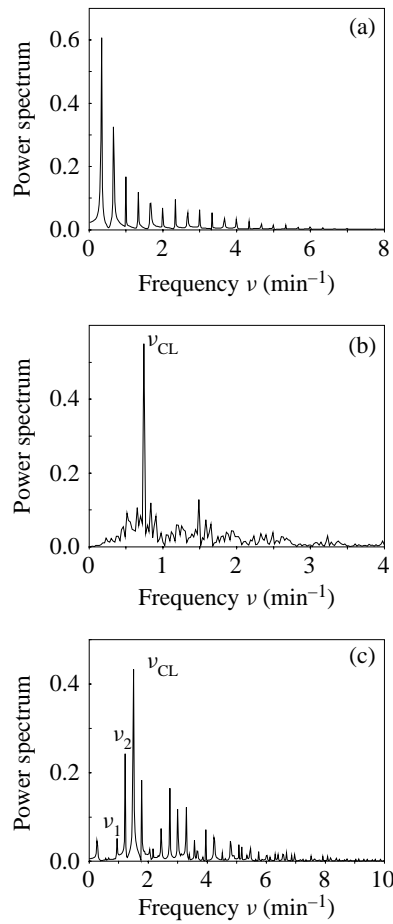 (a)
Power spectrum
0.6
0.4
0.2
0.0
0 2 4 6 8
Frequency ν (min⁻¹)
(b)
ν_CL
Power spectrum
0.4
0.2
0.0
0 1 2 3 4
Frequency ν (min⁻¹)
(c)
ν_CL
ν₂
ν₁
Power spectrum
0.4
0.2
0.0
0 2 4 6 8 10
Frequency ν (min⁻¹)